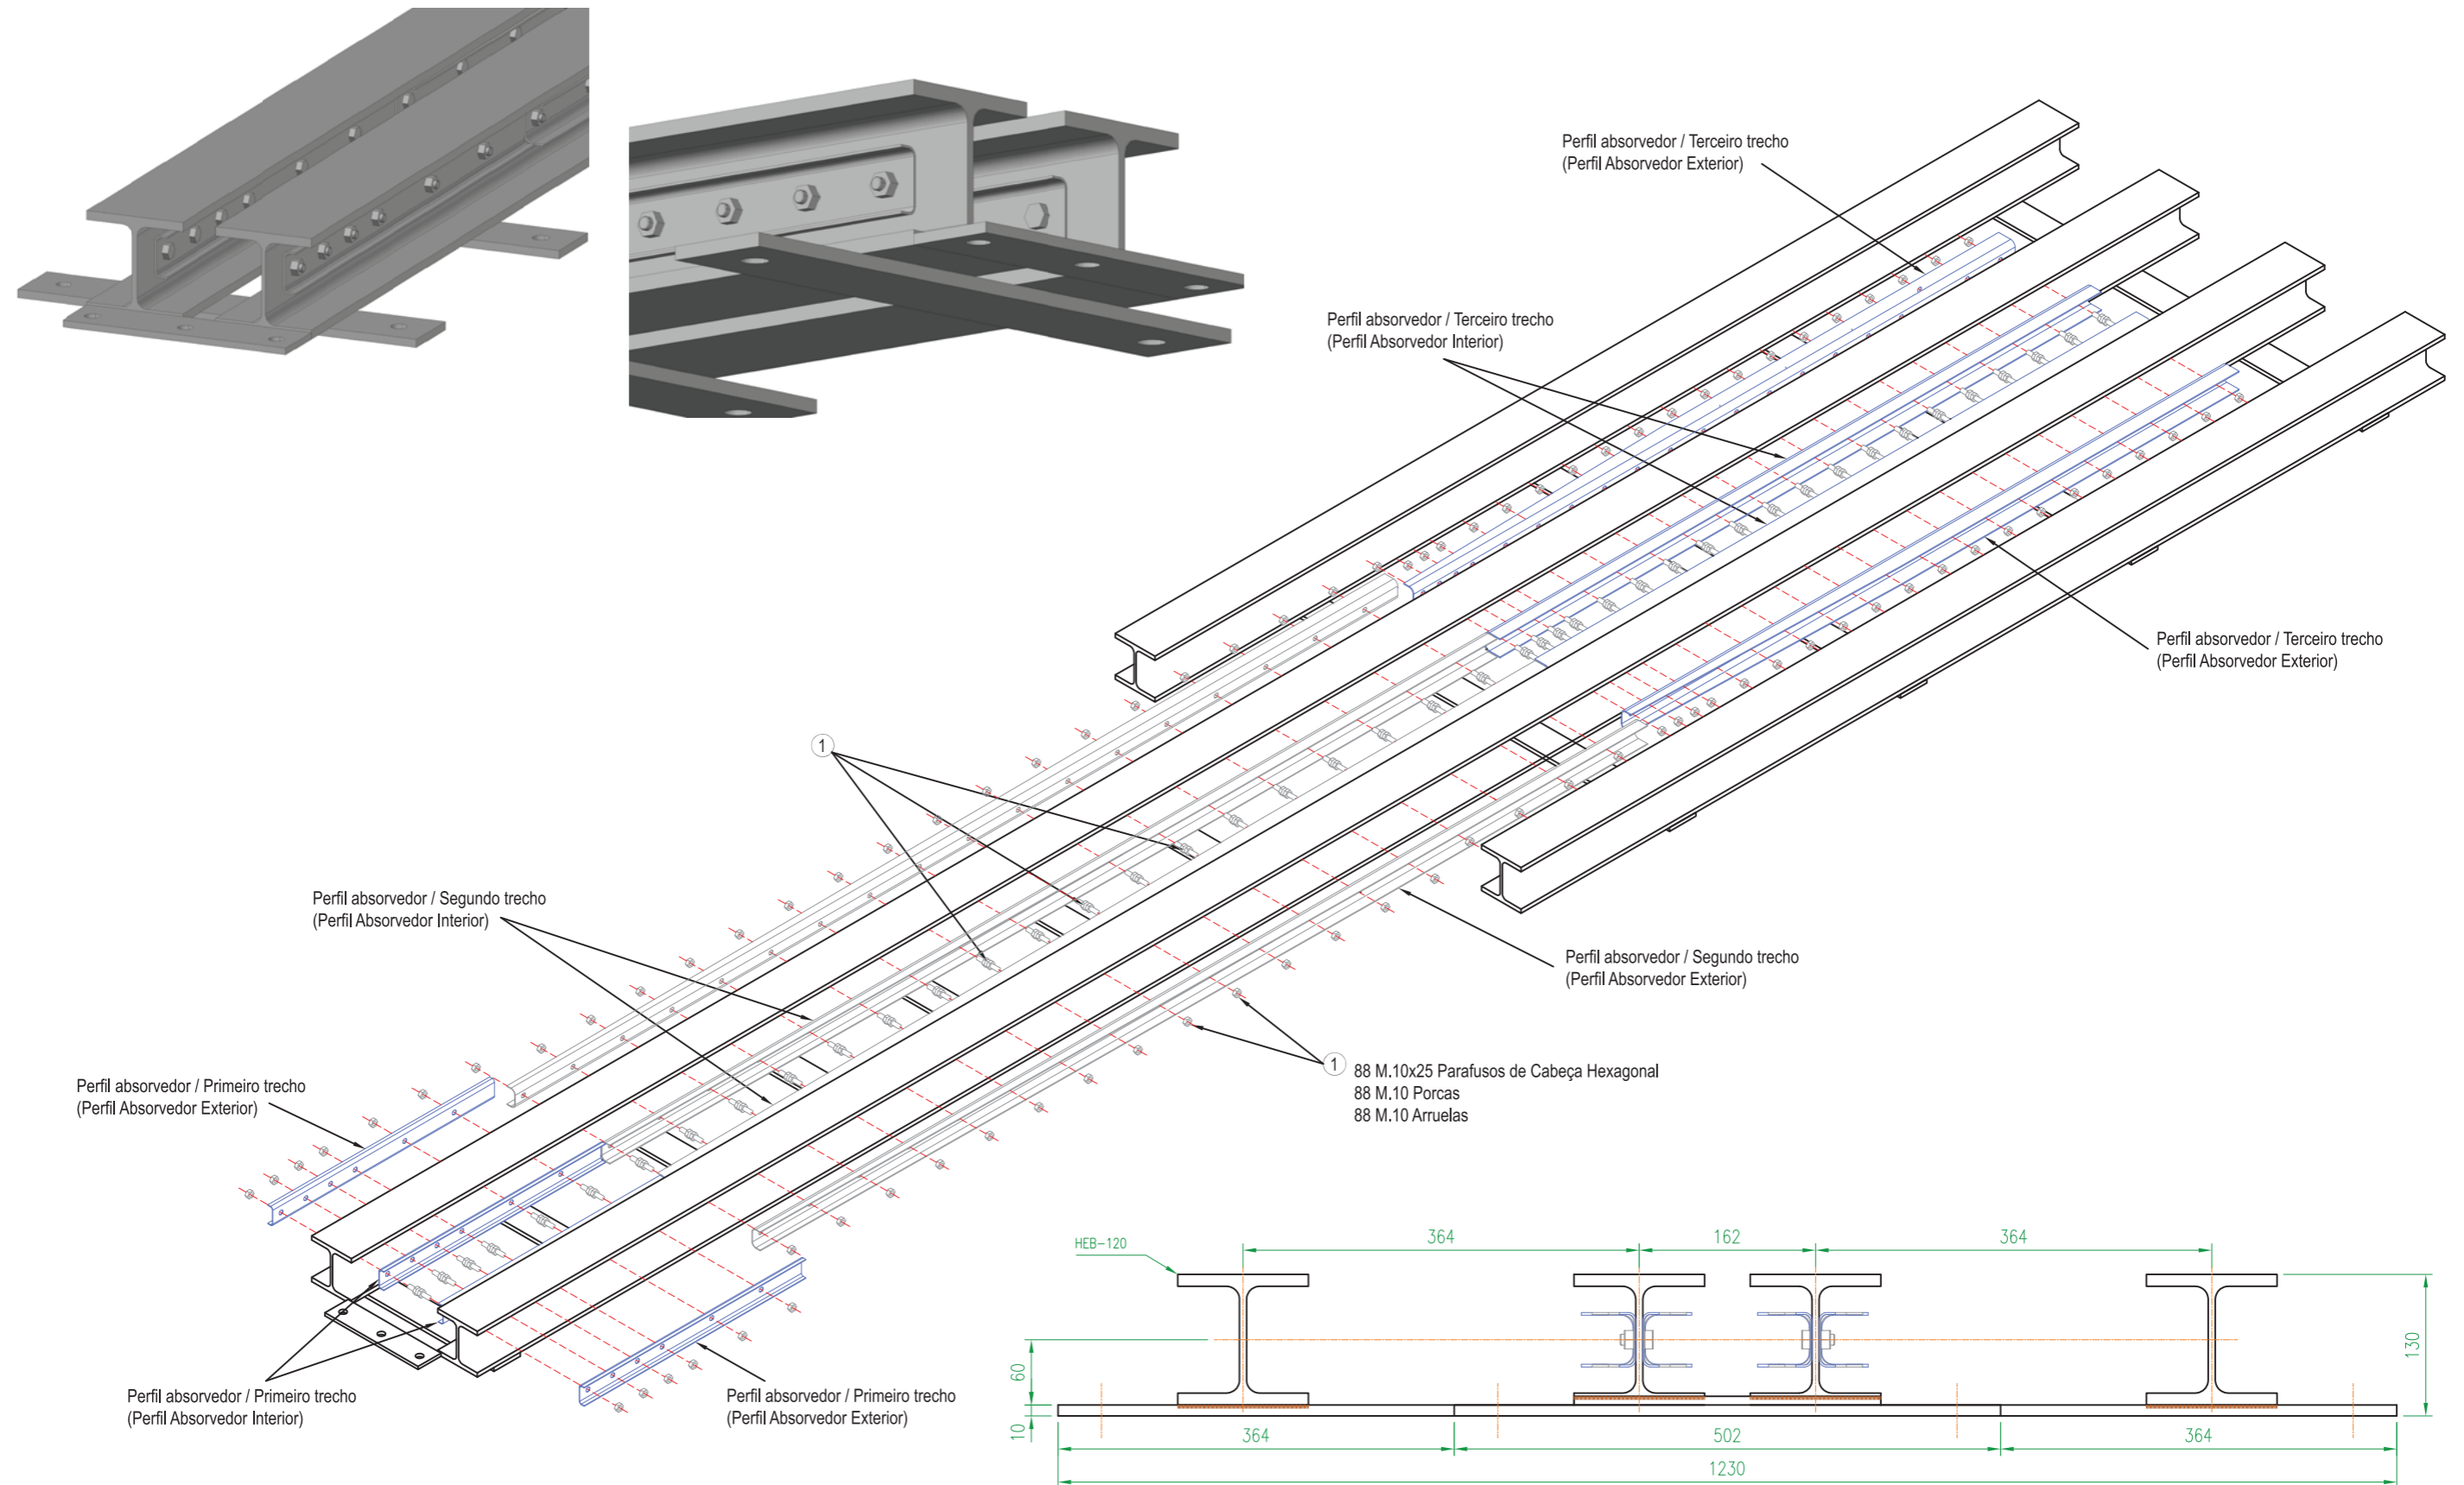 Perfil absorvedor / Terceiro trecho
(Perfil Absorvedor Exterior)
Perfil absorvedor / Terceiro trecho
(Perfil Absorvedor Interior)
Perfil absorvedor / Terceiro trecho
(Perfil Absorvedor Exterior)
1
Perfil absorvedor / Segundo trecho
(Perfil Absorvedor Interior)
Perfil absorvedor / Segundo trecho
(Perfil Absorvedor Exterior)
1
88 M.10x25 Parafusos de Cabeça Hexagonal
88 M.10 Porcas
88 M.10 Arruelas
Perfil absorvedor / Primeiro trecho
(Perfil Absorvedor Exterior)
Perfil absorvedor / Primeiro trecho
(Perfil Absorvedor Interior)
Perfil absorvedor / Primeiro trecho
(Perfil Absorvedor Exterior)
HEB-120
364
162
364
60
130
10
364
502
364
1230